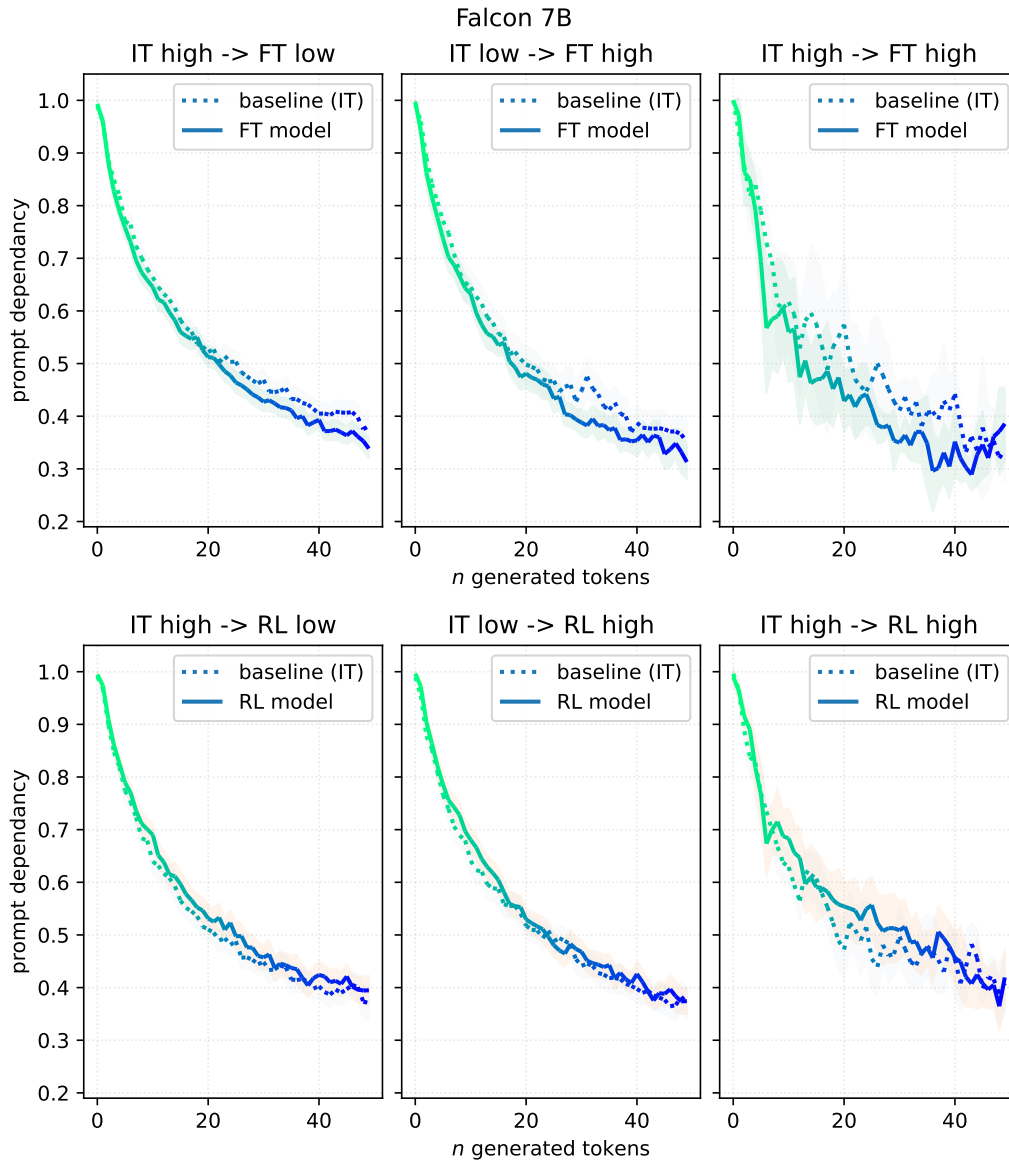 Falcon 7B
IT high -> FT low
IT low -> FT high
IT high -> FT high
baseline (IT)
FT model
baseline (IT)
FT model
baseline (IT)
FT model
prompt dependancy
1.0
0.9
0.8
0.7
0.6
0.5
0.4
0.3
0.2
0 20 40
0 20 40
0 20 40
n generated tokens
IT high -> RL low
IT low -> RL high
IT high -> RL high
baseline (IT)
RL model
baseline (IT)
RL model
baseline (IT)
RL model
prompt dependancy
1.0
0.9
0.8
0.7
0.6
0.5
0.4
0.3
0.2
0 20 40
0 20 40
0 20 40
n generated tokens